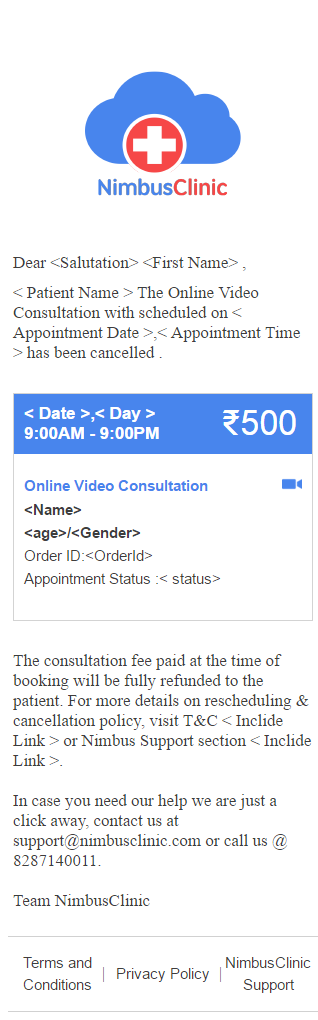 NimbusClinic
Dear <Salutation> <First Name> ,
< Patient Name > The Online Video
Consultation with scheduled on <
Appointment Date >,< Appointment Time
> has been cancelled .
< Date >,< Day >
9:00AM - 9:00PM
₹500
Online Video Consultation
<Name>
<age>/<Gender>
Order ID:<OrderId>
Appointment Status :< status>
The consultation fee paid at the time of
booking will be fully refunded to the
patient. For more details on rescheduling &
cancellation policy, visit T&C < Inclide
Link > or Nimbus Support section < Inclide
Link >.
In case you need our help we are just a
click away, contact us at
support@nimbusclinic.com or call us @
8287140011.
Team NimbusClinic
Terms and
Conditions
| Privacy Policy |
NimbusClinic
Support